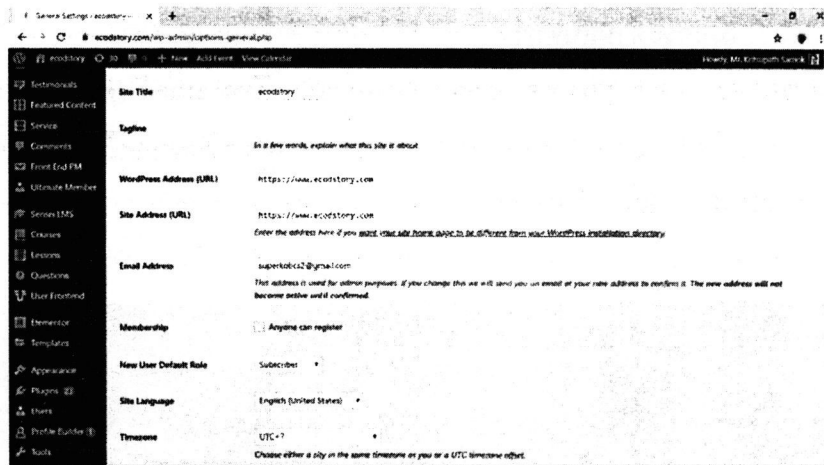 General Settings ‹ ecodstory —
ecodstory.com/wp-admin/options-general.php
ecodstory 30 New Add Event View Calendar
Howdy, Mr.
Testimonials
Featured Content
Service
Comments
Front End PM
Ultimate Member
Sensei LMS
Courses
Lessons
Questions
User Frontend
Elementor
Templates
Appearance
Plugins 23
Users
Profile Builder
Tools
Site Title ecodstory
Tagline
In a few words, explain what this site is about
WordPress Address (URL) https://www.ecodstory.com
Site Address (URL) https://www.ecodstory.com
Enter the address here if you want your site home page to be different from your WordPress installation directory.
Email Address superkobcs2@gmail.com
This address is used for admin purposes. If you change this we will send you an email at your new address to confirm it. The new address will not
become active until confirmed.
Membership Anyone can register
New User Default Role Subscriber
Site Language English (United States)
Timezone UTC+7
Choose either a city in the same timezone as you or a UTC timezone offset.